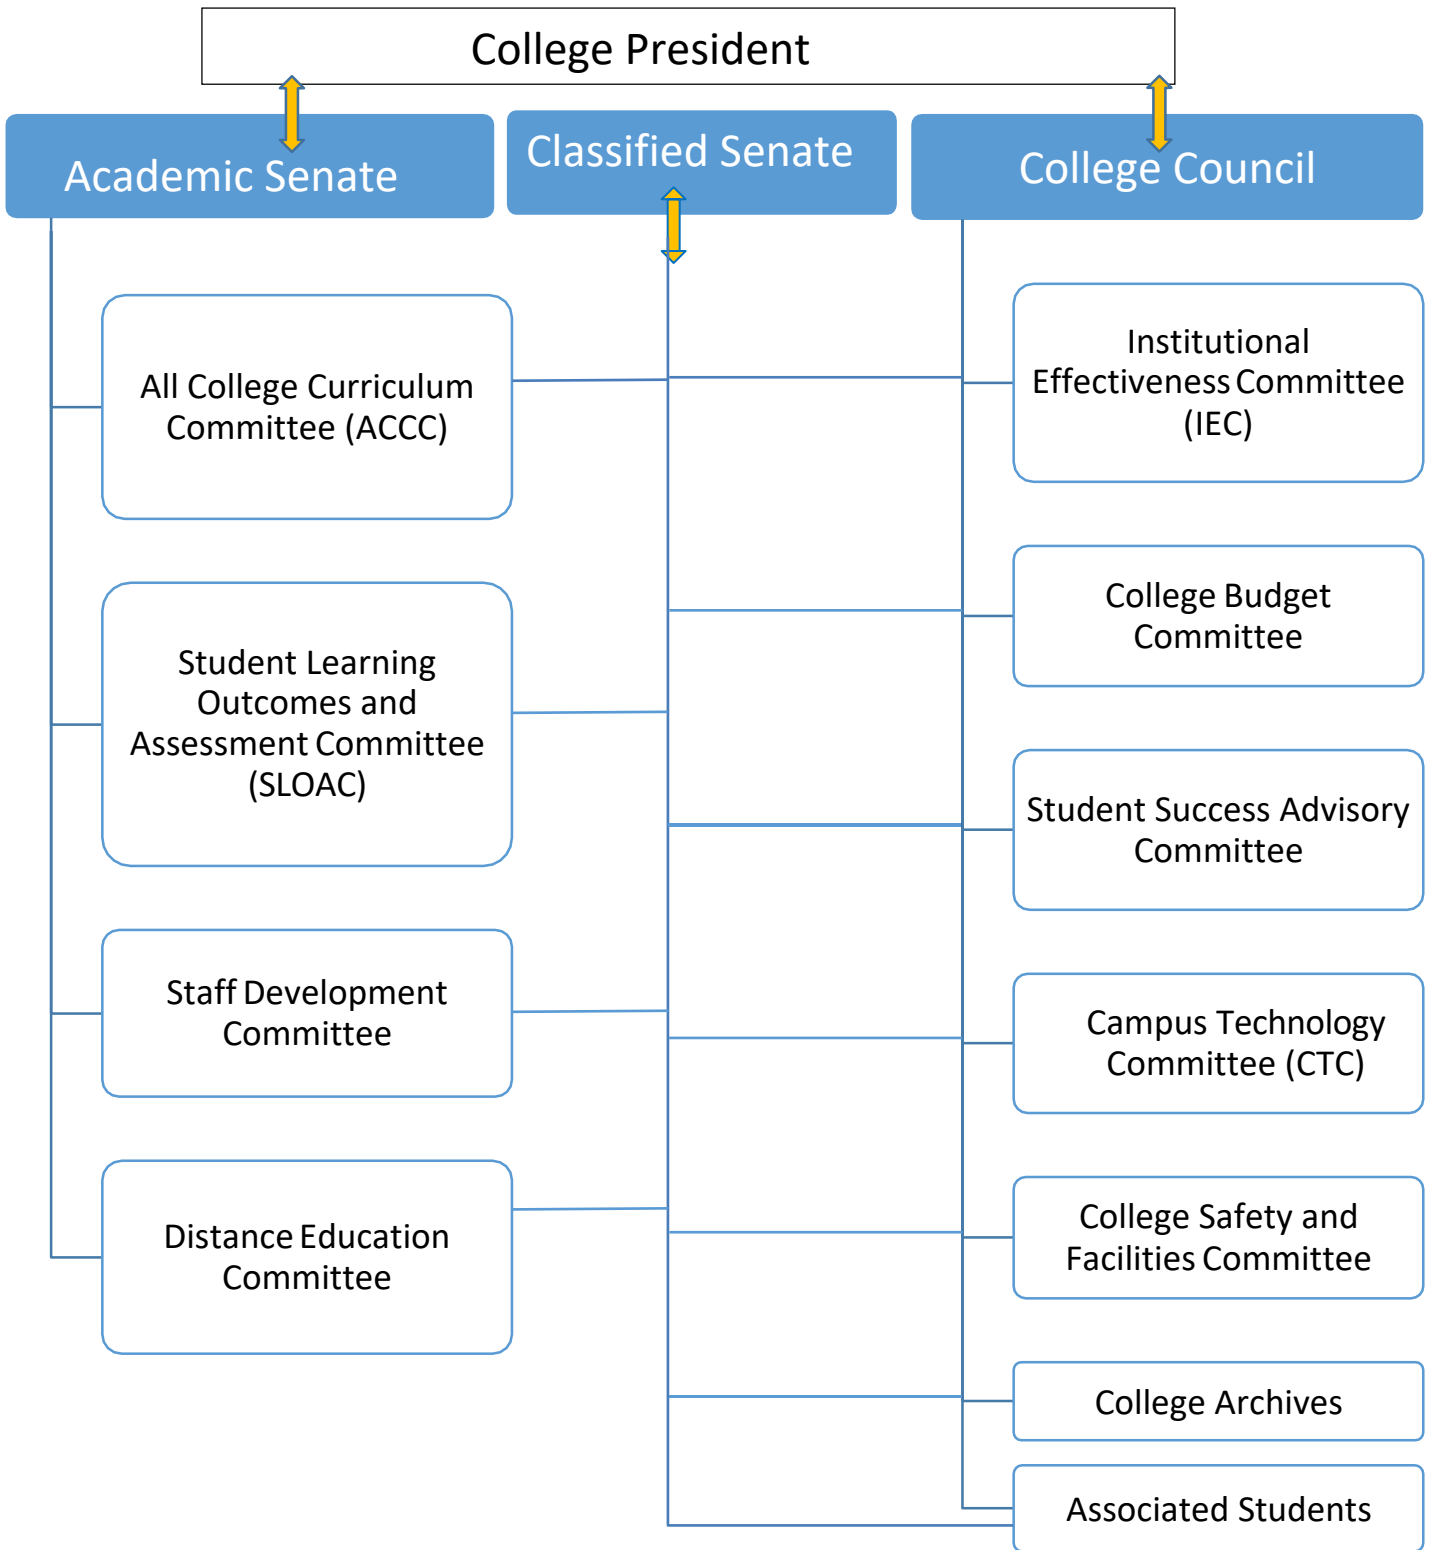 College President
Academic Senate
Classified Senate
College Council
All College Curriculum
Committee (ACCC)
Student Learning
Outcomes and
Assessment Committee
(SLOAC)
Staff Development
Committee
Distance Education
Committee
Institutional
Effectiveness Committee
(IEC)
College Budget
Committee
Student Success Advisory
Committee
Campus Technology
Committee (CTC)
College Safety and
Facilities Committee
College Archives
Associated Students